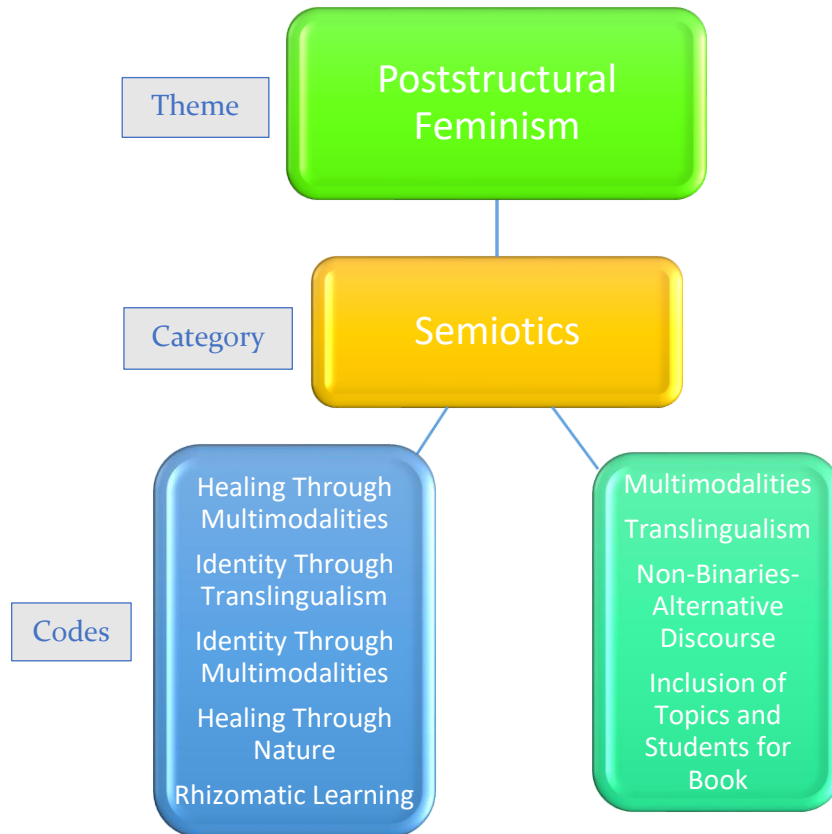 Theme
Poststructural
Feminism
Category
Semiotics
Codes
Healing Through
Multimodalities
Identity Through
Translingualism
Identity Through
Multimodalities
Healing Through
Nature
Rhizomatic Learning
Multimodalities
Translingualism
Non-Binaries-
Alternative
Discourse
Inclusion of
Topics and
Students for
Book